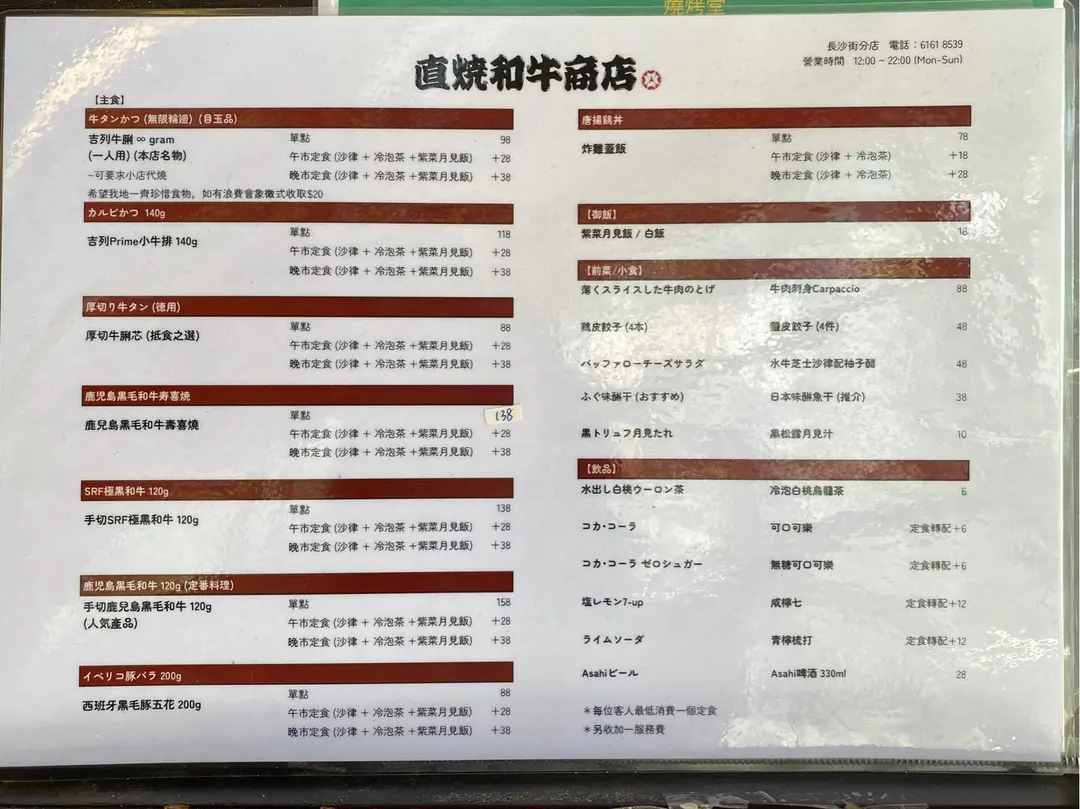 燒烤堂
直燒和牛商店
長沙街分店 電話：6161 8539
營業時間 12:00 ~ 22:00 (Mon-Sun)
【主食】
牛タンかつ (無限輪迴) (目玉品)
吉列牛脷 ∞ gram 單點 98
(一人用) (本店名物) 午市定食 (沙律 + 冷泡茶 +紫菜月見飯) +28
~可要求小店代燒 晚市定食 (沙律 + 冷泡茶 +紫菜月見飯) +38
希望我地一齊珍惜食物，如有浪費會象徵式收取$20
カルビかつ 140g
單點 118
吉列Prime小牛排 140g 午市定食 (沙律 + 冷泡茶 +紫菜月見飯) +28
晚市定食 (沙律 + 冷泡茶 +紫菜月見飯) +38
厚切り牛タン (徳用)
單點 88
厚切牛脷芯 (抵食之選) 午市定食 (沙律 + 冷泡茶 +紫菜月見飯) +28
晚市定食 (沙律 + 冷泡茶 +紫菜月見飯) +38
鹿児島黒毛和牛寿喜焼
單點 138
鹿兒島黑毛和牛壽喜燒 午市定食 (沙律 + 冷泡茶 +紫菜月見飯) +28
晚市定食 (沙律 + 冷泡茶 +紫菜月見飯) +38
SRF極黒和牛 120g
單點 138
手切SRF極黑和牛 120g 午市定食 (沙律 + 冷泡茶 +紫菜月見飯) +28
晚市定食 (沙律 + 冷泡茶 +紫菜月見飯) +38
鹿児島黒毛和牛 120g (定番料理)
手切鹿兒島黑毛和牛 120g 單點 158
(人気產品) 午市定食 (沙律 + 冷泡茶 +紫菜月見飯) +28
晚市定食 (沙律 + 冷泡茶 +紫菜月見飯) +38
イベリコ豚バラ 200g
單點 88
西班牙黑毛豚五花 200g 午市定食 (沙律 + 冷泡茶 +紫菜月見飯) +28
晚市定食 (沙律 + 冷泡茶 +紫菜月見飯) +38
唐揚鶏丼
單點 78
炸雞蓋飯 午市定食 (沙律 + 冷泡茶) +18
晚市定食 (沙律 + 冷泡茶) +28
【御飯】
紫菜月見飯 / 白飯 18
【前菜/小食】
薄くスライスした牛肉のとげ 牛肉刺身Carpaccio 88
鶏皮餃子 (4本) 雞皮餃子 (4件) 48
バッファローチーズサラダ 水牛芝士沙律配柚子醋 48
ふぐ味醂干 (おすすめ) 日本味醂魚干 (推介) 38
黒トリュフ月見たれ 黑松露月見汁 10
【飲品】
水出し白桃ウーロン茶 冷泡白桃烏龍茶 6
コカ･コーラ 可口可樂 定食轉配+6
コカ･コーラ ゼロシュガー 無糖可口可樂 定食轉配+6
塩レモン7-up 咸檸七 定食轉配+12
ライムソーダ 青檸梳打 定食轉配+12
Asahiビール Asahi啤酒 330ml 28
＊每位客人最低消費一個定食
＊另收加一服務費